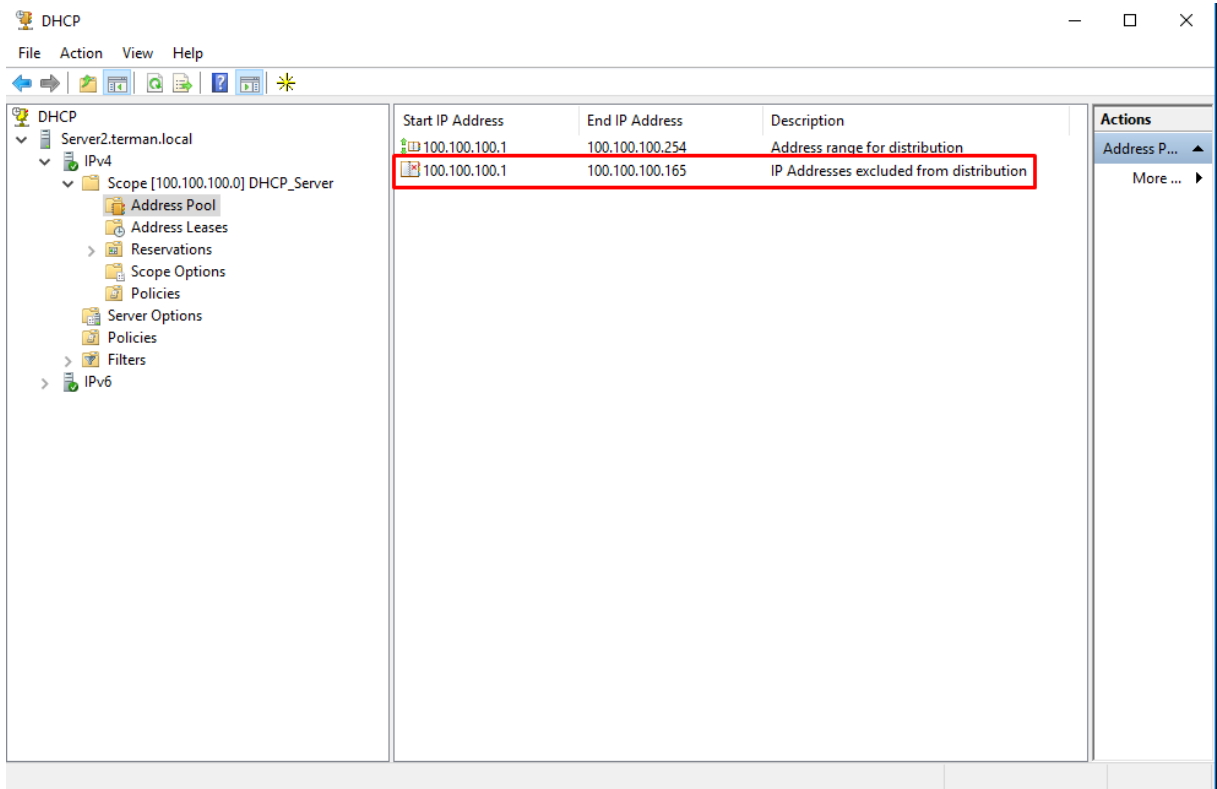 DHCP
File Action View Help
DHCP
Server2.terman.local
IPv4
Scope [100.100.100.0] DHCP_Server
Address Pool
Address Leases
Reservations
Scope Options
Policies
Server Options
Policies
Filters
IPv6
Start IP Address End IP Address Description
100.100.100.1 100.100.100.254 Address range for distribution
100.100.100.1 100.100.100.165 IP Addresses excluded from distribution
Actions
Address P...
More ...